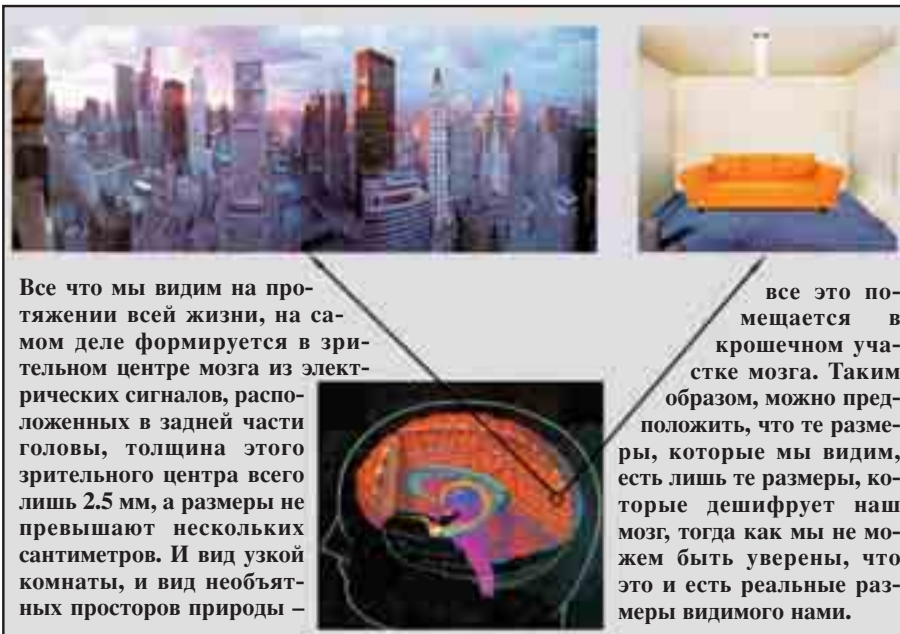 Все что мы видим на про-
тяжении всей жизни, на са-
мом деле формируется в зри-
тельном центре мозга из элект-
рических сигналов, распо-
ложенных в задней части
головы, толщина этого
зрительного центра всего
лишь 2.5 мм, а размеры не
превышают нескольких
сантиметров. И вид узкой
комнаты, и вид необъят-
ных просторов природы –
все это по-
мещается в
крошечном уча-
стке мозга. Таким
образом, можно пред-
положить, что те разме-
ры, которые мы видим,
есть лишь те размеры, ко-
торые дешифрует наш
мозг, тогда как мы не мо-
жем быть уверены, что
это и есть реальные раз-
меры видимого нами.